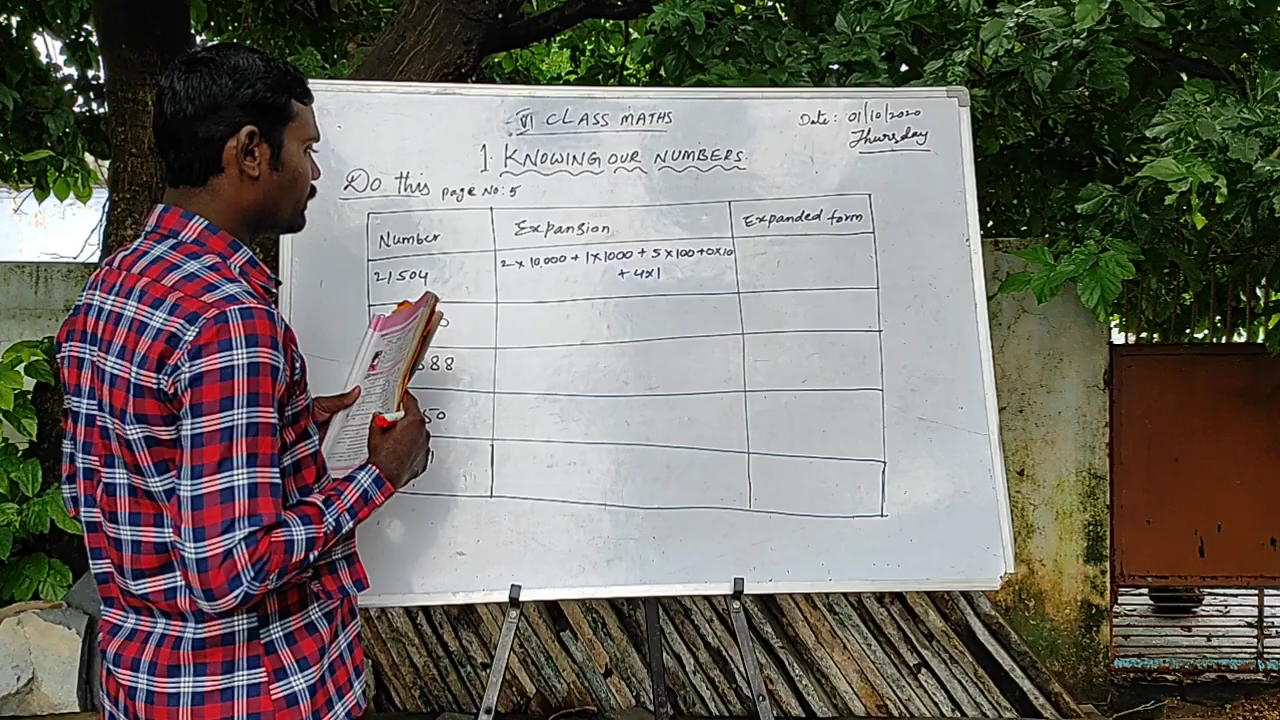 VI CLASS MATHS
Date: 01/10/2020
Thursday
1. KNOWING OUR NUMBERS.
Do this page No: 5
Number Expansion Expanded form
21504 2 x 10,000 + 1 x 1000 + 5 x 100 + 0 x 10
+ 4 x 1